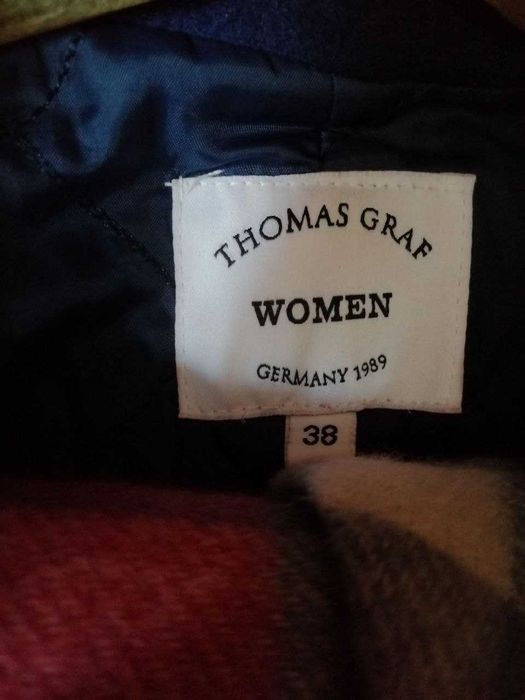 THOMAS GRAF
WOMEN
GERMANY 1989
38